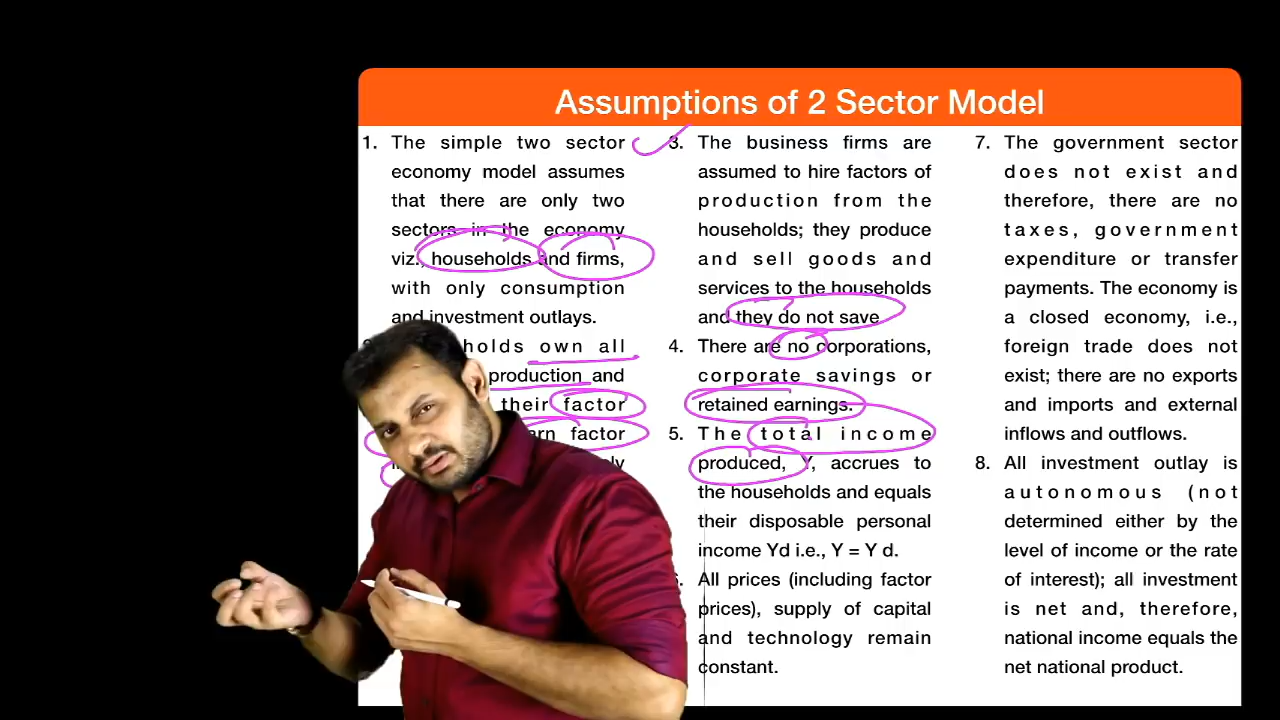 Assumptions of 2 Sector Model
1. The simple two sector
economy model assumes
that there are only two
sectors in the economy
viz., households and firms,
with only consumption
and investment outlays.
own all
production and
their factor
factor
3. The business firms are
assumed to hire factors of
production from the
households; they produce
and sell goods and
services to the households
and they do not save
4. There are no corporations,
corporate savings or
retained earnings.
5. The total income
produced, Y, accrues to
the households and equals
their disposable personal
income Yd i.e., Y = Y d.
All prices (including factor
prices), supply of capital
and technology remain
constant.
7. The government sector
does not exist and
therefore, there are no
taxes, government
expenditure or transfer
payments. The economy is
a closed economy, i.e.,
foreign trade does not
exist; there are no exports
and imports and external
inflows and outflows.
8. All investment outlay is
autonomous (not
determined either by the
level of income or the rate
of interest); all investment
is net and, therefore,
national income equals the
net national product.